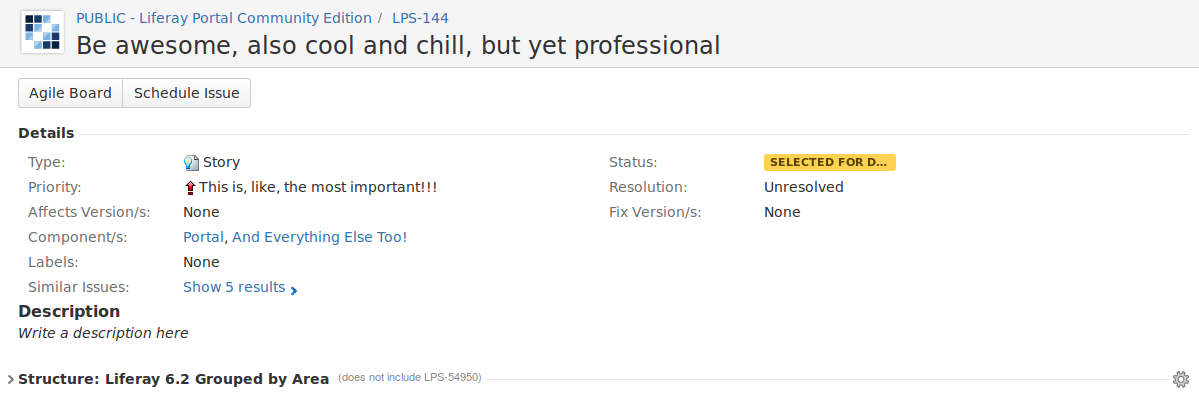 PUBLIC - Liferay Portal Community Edition / LPS-144
Be awesome, also cool and chill, but yet professional
Agile Board Schedule Issue
Details
Type: Story Status: SELECTED FOR D...
Priority: This is, like, the most important!!! Resolution: Unresolved
Affects Version/s: None Fix Version/s: None
Component/s: Portal, And Everything Else Too!
Labels: None
Similar Issues: Show 5 results
Description
Write a description here
Structure: Liferay 6.2 Grouped by Area (does not include LPS-54950)